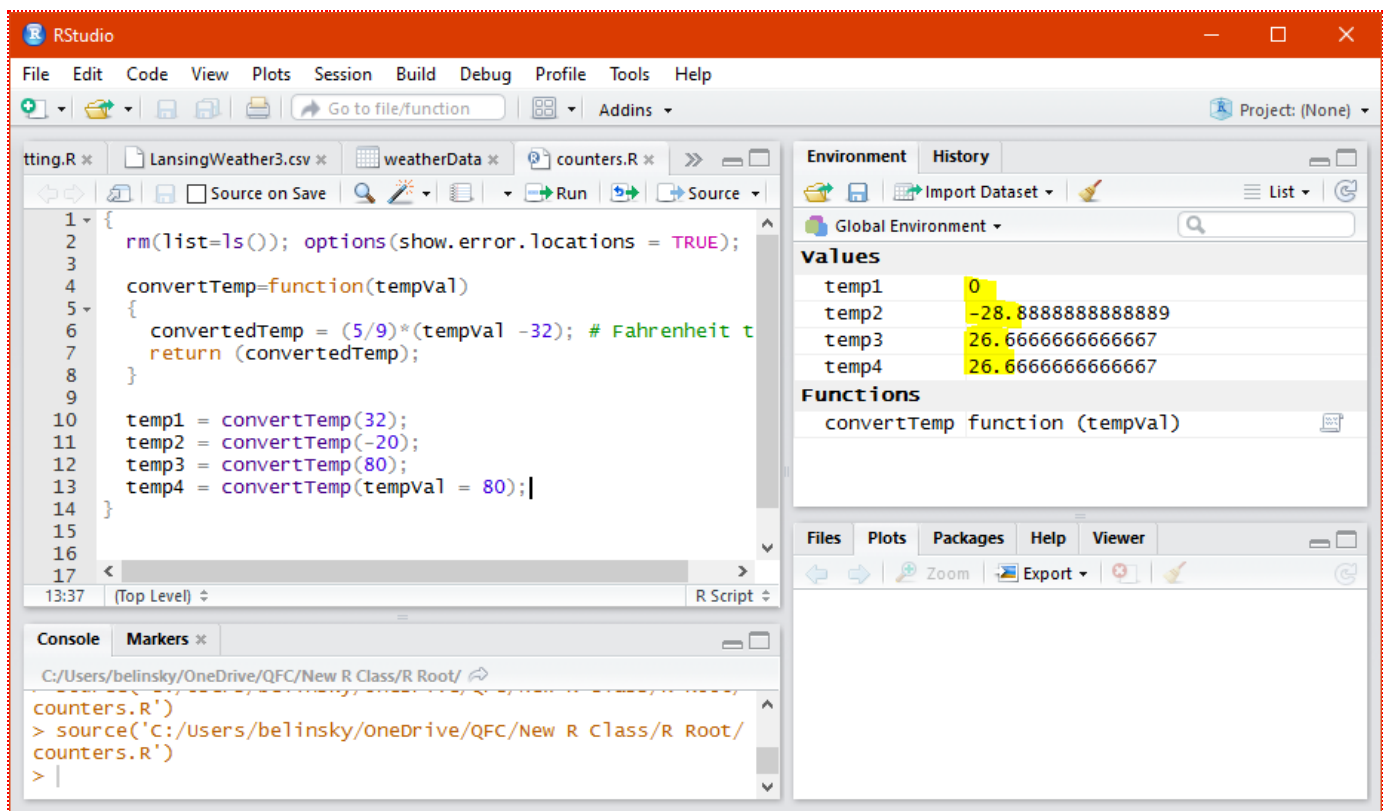 RStudio
File Edit Code View Plots Session Build Debug Profile Tools Help
Go to file/function Addins Project: (None)
tting.R LansingWeather3.csv weatherData counters.R
Source on Save Run Source
1 {
2 rm(list=ls()); options(show.error.locations = TRUE);
3
4 convertTemp=function(tempVal)
5 {
6 convertedTemp = (5/9)*(tempVal -32); # Fahrenheit t
7 return (convertedTemp);
8 }
9
10 temp1 = convertTemp(32);
11 temp2 = convertTemp(-20);
12 temp3 = convertTemp(80);
13 temp4 = convertTemp(tempVal = 80);
14 }
15
16
17
13:37 (Top Level) R Script
Console Markers
C:/Users/belinsky/OneDrive/QFC/New R Class/R Root/
counters.R')
> source('C:/Users/belinsky/OneDrive/QFC/New R Class/R Root/
counters.R')
>
Environment History
Import Dataset List
Global Environment
Values
temp1 0
temp2 -28.8888888888889
temp3 26.6666666666667
temp4 26.6666666666667
Functions
convertTemp function (tempVal)
Files Plots Packages Help Viewer
Zoom Export